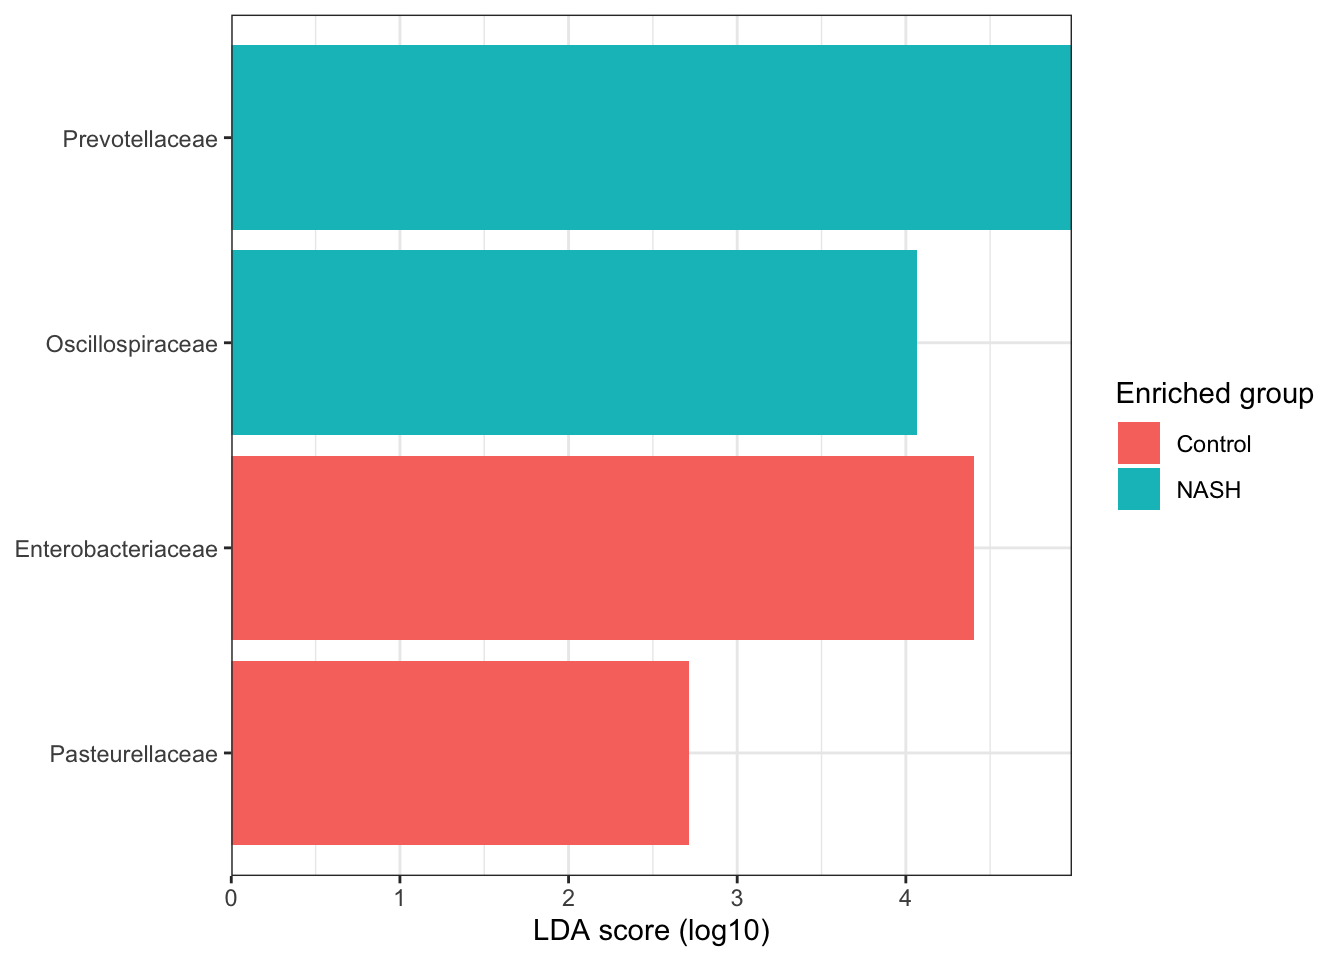 Prevotellaceae
Oscillospiraceae
Enterobacteriaceae
Pasteurellaceae
0 1 2 3 4
LDA score (log10)
Enriched group
Control
NASH